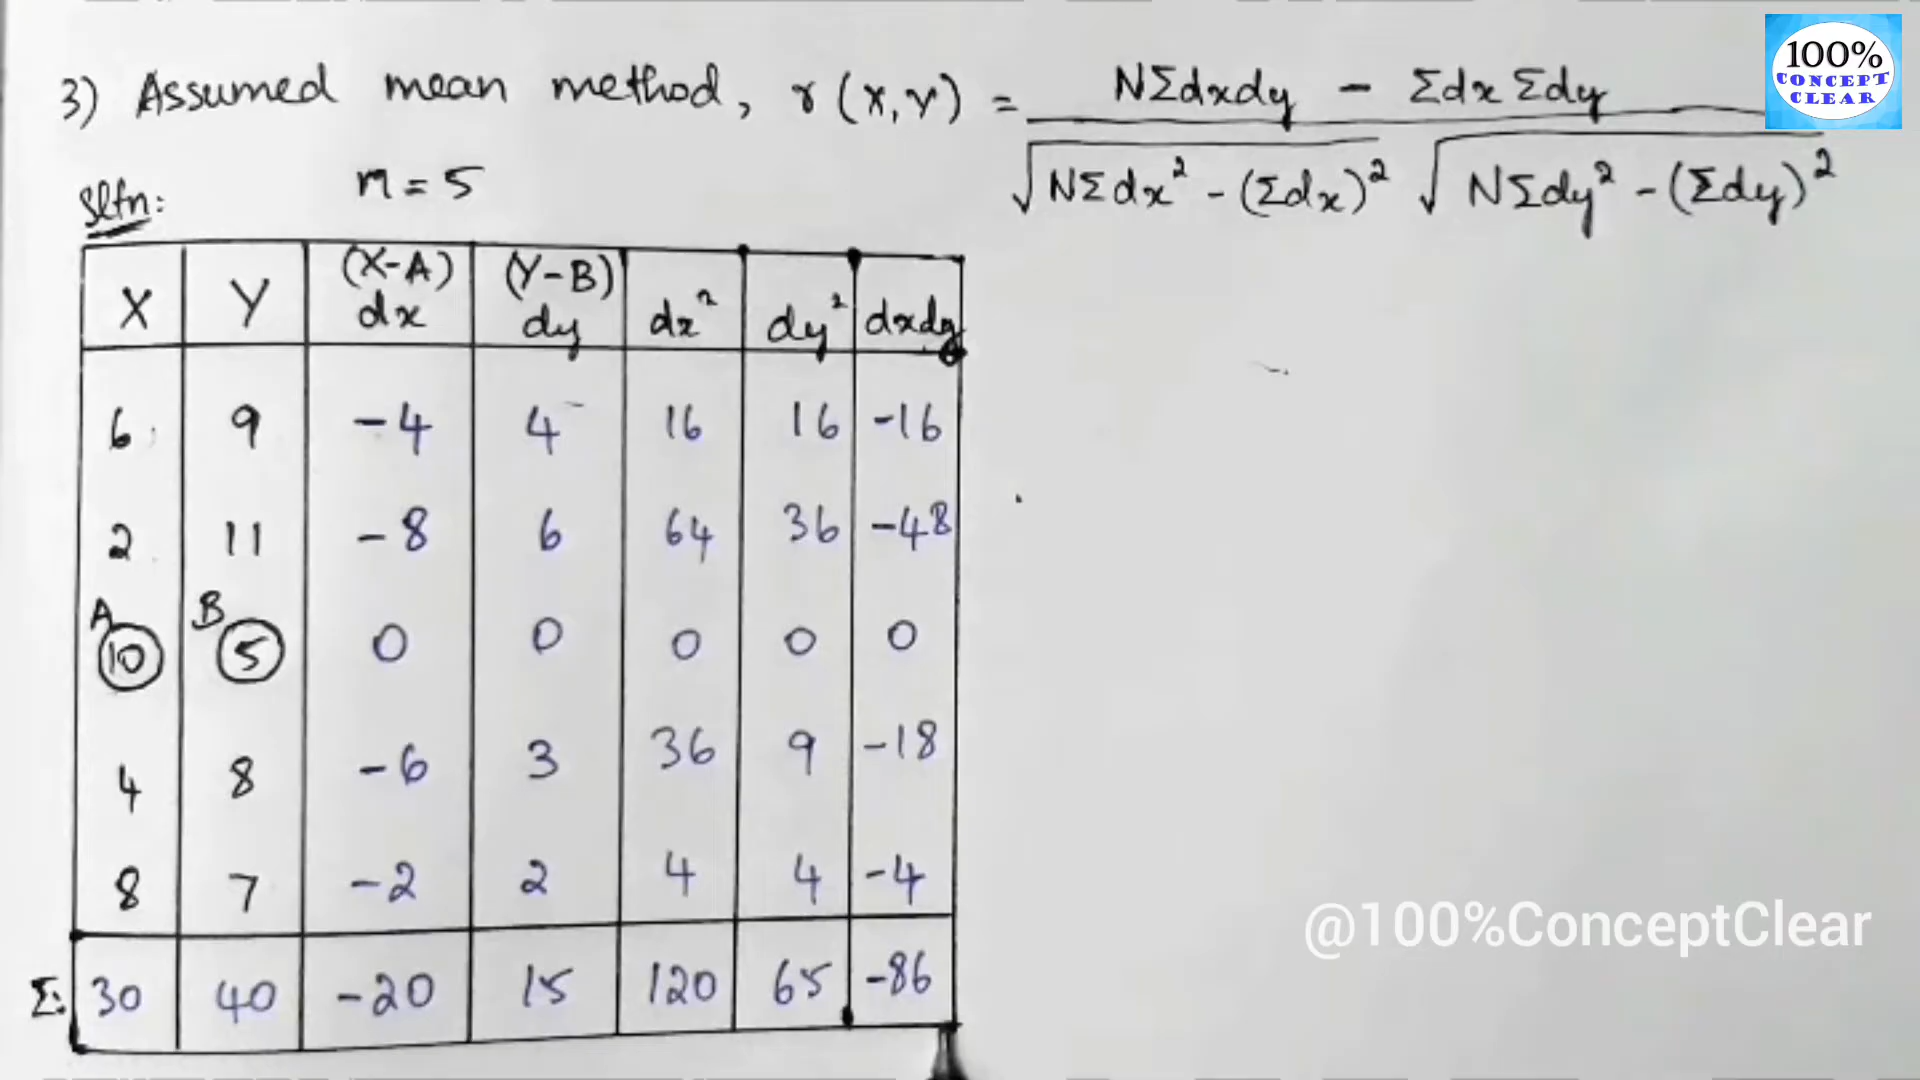 3) Assumed mean method, r(x,y) = NΣdxdy - Σdx Σdy
√NΣdx² - (Σdx)² √NΣdy² - (Σdy)²
100%
CONCEPT
CLEAR
Sltn: n = 5
X Y (X-A) dx (Y-B) dy dx² dy² dxdy
6 9 -4 4 16 16 -16
2 11 -8 6 64 36 -48
A 10 B 5 0 0 0 0 0
4 8 -6 3 36 9 -18
8 7 -2 2 4 4 -4
Σ: 30 40 -20 15 120 65 -86
@100%ConceptClear